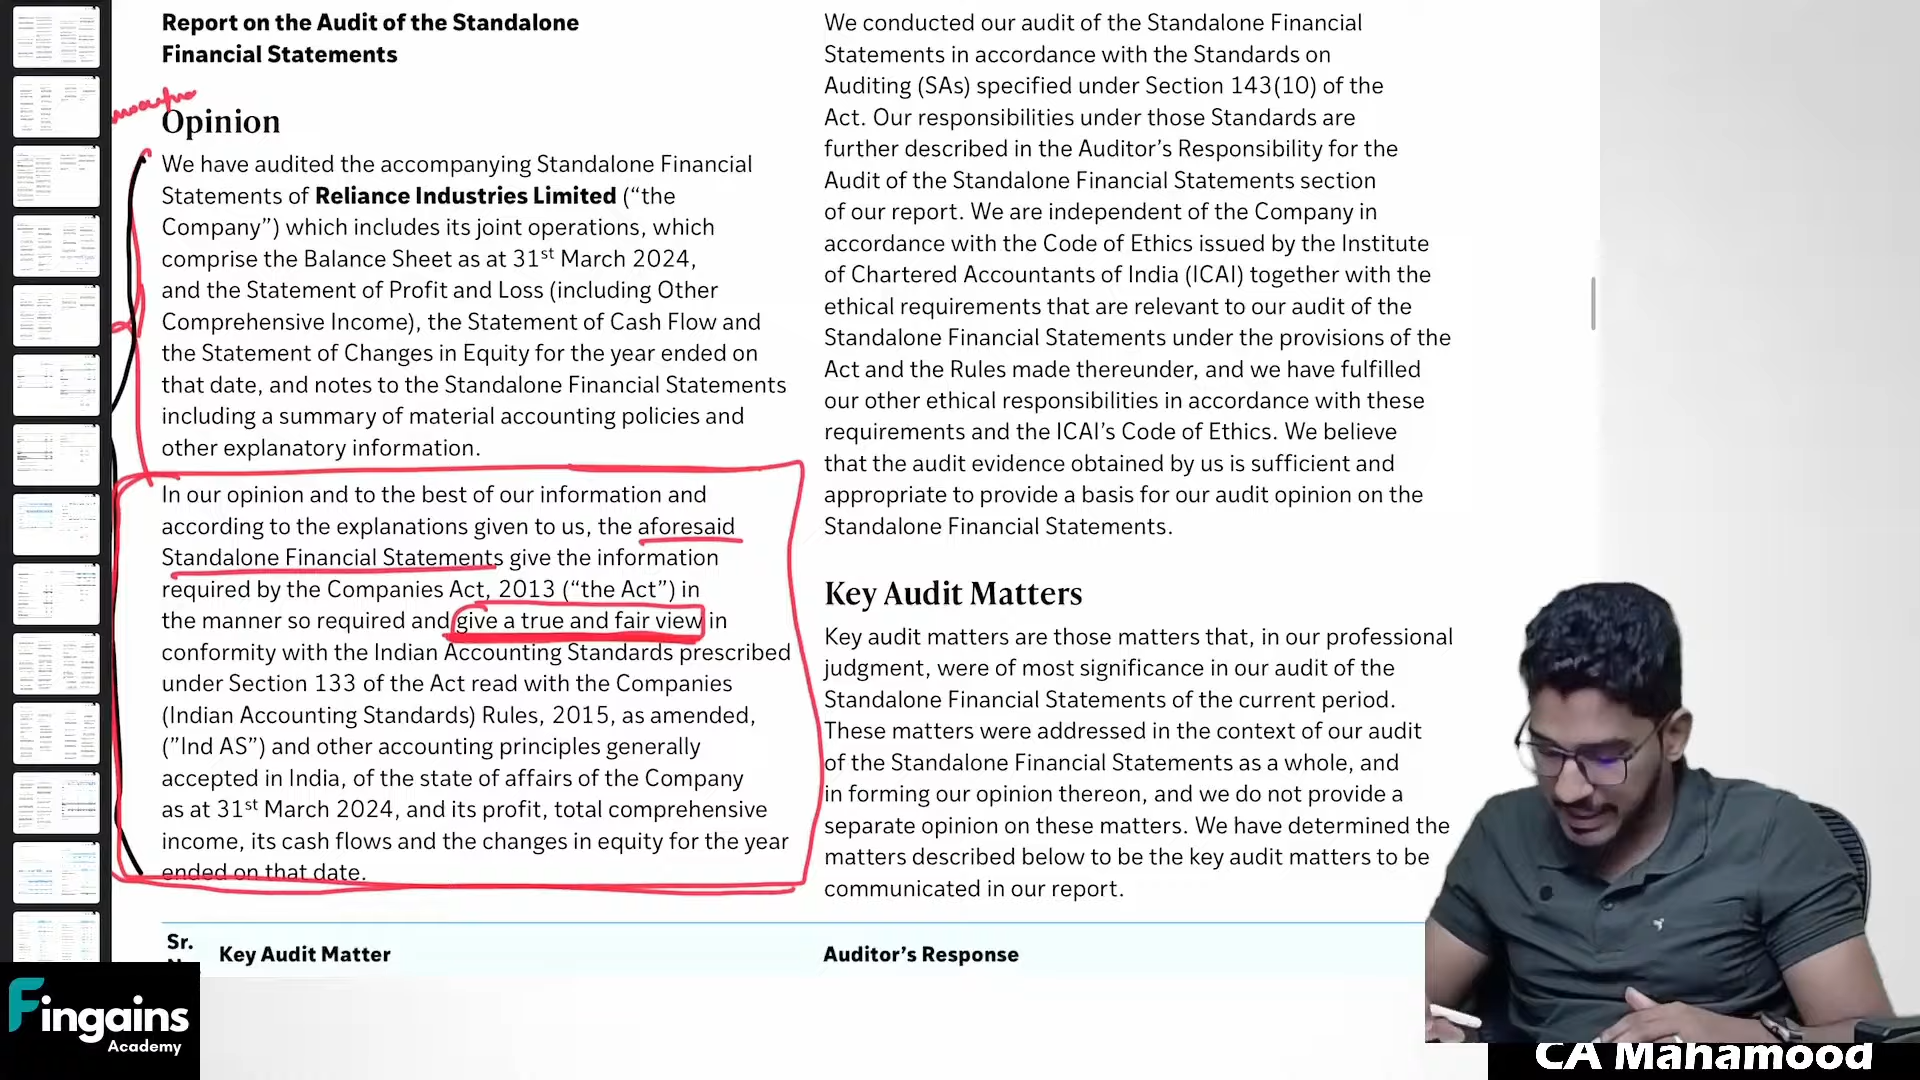 Report on the Audit of the Standalone
Financial Statements
Opinion
We have audited the accompanying Standalone Financial
Statements of Reliance Industries Limited (“the
Company”) which includes its joint operations, which
comprise the Balance Sheet as at 31st March 2024,
and the Statement of Profit and Loss (including Other
Comprehensive Income), the Statement of Cash Flow and
the Statement of Changes in Equity for the year ended on
that date, and notes to the Standalone Financial Statements
including a summary of material accounting policies and
other explanatory information.
In our opinion and to the best of our information and
according to the explanations given to us, the aforesaid
Standalone Financial Statements give the information
required by the Companies Act, 2013 (“the Act”) in
the manner so required and give a true and fair view in
conformity with the Indian Accounting Standards prescribed
under Section 133 of the Act read with the Companies
(Indian Accounting Standards) Rules, 2015, as amended,
(”Ind AS”) and other accounting principles generally
accepted in India, of the state of affairs of the Company
as at 31st March 2024, and its profit, total comprehensive
income, its cash flows and the changes in equity for the year
ended on that date.
We conducted our audit of the Standalone Financial
Statements in accordance with the Standards on
Auditing (SAs) specified under Section 143(10) of the
Act. Our responsibilities under those Standards are
further described in the Auditor’s Responsibility for the
Audit of the Standalone Financial Statements section
of our report. We are independent of the Company in
accordance with the Code of Ethics issued by the Institute
of Chartered Accountants of India (ICAI) together with the
ethical requirements that are relevant to our audit of the
Standalone Financial Statements under the provisions of the
Act and the Rules made thereunder, and we have fulfilled
our other ethical responsibilities in accordance with these
requirements and the ICAI’s Code of Ethics. We believe
that the audit evidence obtained by us is sufficient and
appropriate to provide a basis for our audit opinion on the
Standalone Financial Statements.
Key Audit Matters
Key audit matters are those matters that, in our professional
judgment, were of most significance in our audit of the
Standalone Financial Statements of the current period.
These matters were addressed in the context of our audit
of the Standalone Financial Statements as a whole, and
in forming our opinion thereon, and we do not provide a
separate opinion on these matters. We have determined the
matters described below to be the key audit matters to be
communicated in our report.
Sr.
Key Audit Matter
Auditor’s Response
Fingains
Academy
CA Mahamood